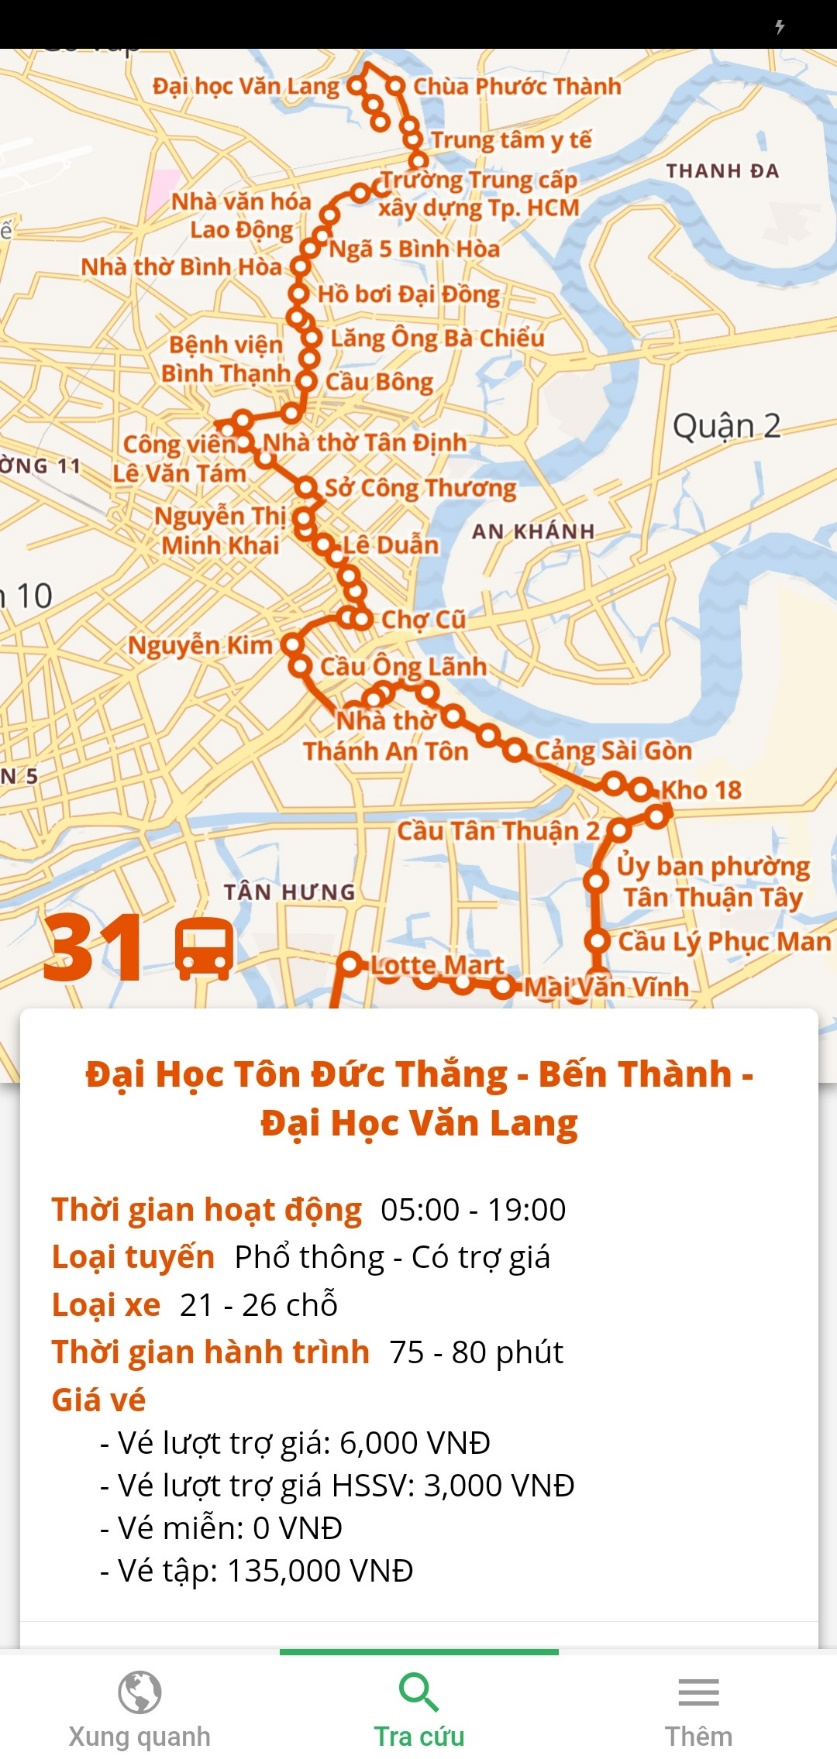 Đại học Văn Lang
Chùa Phước Thành
Trung tâm y tế
THANH ĐA
Trường Trung cấp
xây dựng Tp. HCM
Nhà văn hóa
Lao Động
Ngã 5 Bình Hòa
Nhà thờ Bình Hòa
Hồ bơi Đại Đồng
Lăng Ông Bà Chiểu
Bệnh viện
Bình Thạnh
Cầu Bông
Quận 2
Công viên
Lê Văn Tám
Nhà thờ Tân Định
ỜNG 11
Sở Công Thương
Nguyễn Thị
Minh Khai
AN KHÁNH
Lê Duẩn
10
Chợ Cũ
Nguyễn Kim
Cầu Ông Lãnh
Nhà thờ
Thánh An Tôn
Cảng Sài Gòn
N 5
Kho 18
Cầu Tân Thuận 2
Ủy ban phường
Tân Thuận Tây
TÂN HƯNG
Cầu Lý Phục Man
31
Lotte Mart
Mai Văn Vĩnh
Đại Học Tôn Đức Thắng - Bến Thành -
Đại Học Văn Lang
Thời gian hoạt động 05:00 - 19:00
Loại tuyến Phổ thông - Có trợ giá
Loại xe 21 - 26 chỗ
Thời gian hành trình 75 - 80 phút
Giá vé
- Vé lượt trợ giá: 6,000 VNĐ
- Vé lượt trợ giá HSSV: 3,000 VNĐ
- Vé miễn: 0 VNĐ
- Vé tập: 135,000 VNĐ
Xung quanh
Tra cứu
Thêm